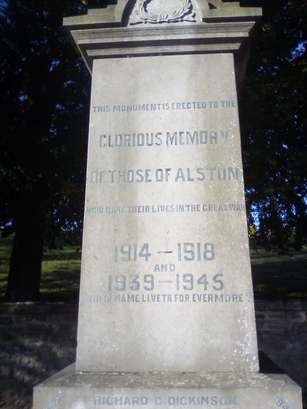 THIS MONUMENT IS ERECTED TO THE
GLORIOUS MEMORY
OF THOSE OF ALSTON
WHO GAVE THEIR LIVES IN THE GREAT WAR
1914 — 1918
AND
1939 — 1945
THEIR NAME LIVETH FOR EVERMORE
RICHARD C. DICKINSON.